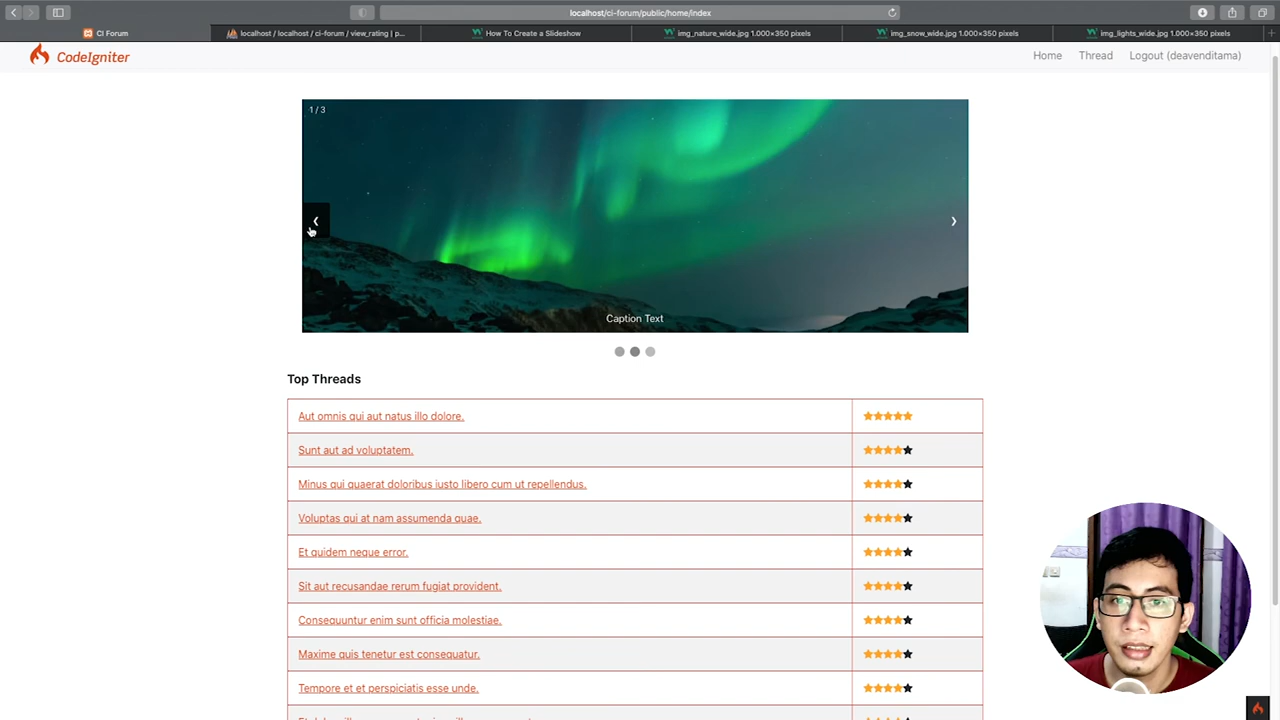 localhost/ci-forum/public/home/index
CI Forum
localhost / localhost / ci-forum / view_rating | p...
How To Create a Slideshow
img_nature_wide.jpg 1.000×350 pixels
img_snow_wide.jpg 1.000×350 pixels
img_lights_wide.jpg 1.000×350 pixels
CodeIgniter
Home
Thread
Logout (deavenditama)
1 / 3
Caption Text
Top Threads
Aut omnis qui aut natus illo dolore.
Sunt aut ad voluptatem.
Minus qui quaerat doloribus iusto libero cum ut repellendus.
Voluptas qui at nam assumenda quae.
Et quidem neque error.
Sit aut recusandae rerum fugiat provident.
Consequuntur enim sunt officia molestiae.
Maxime quis tenetur est consequatur.
Tempore et et perspiciatis esse unde.